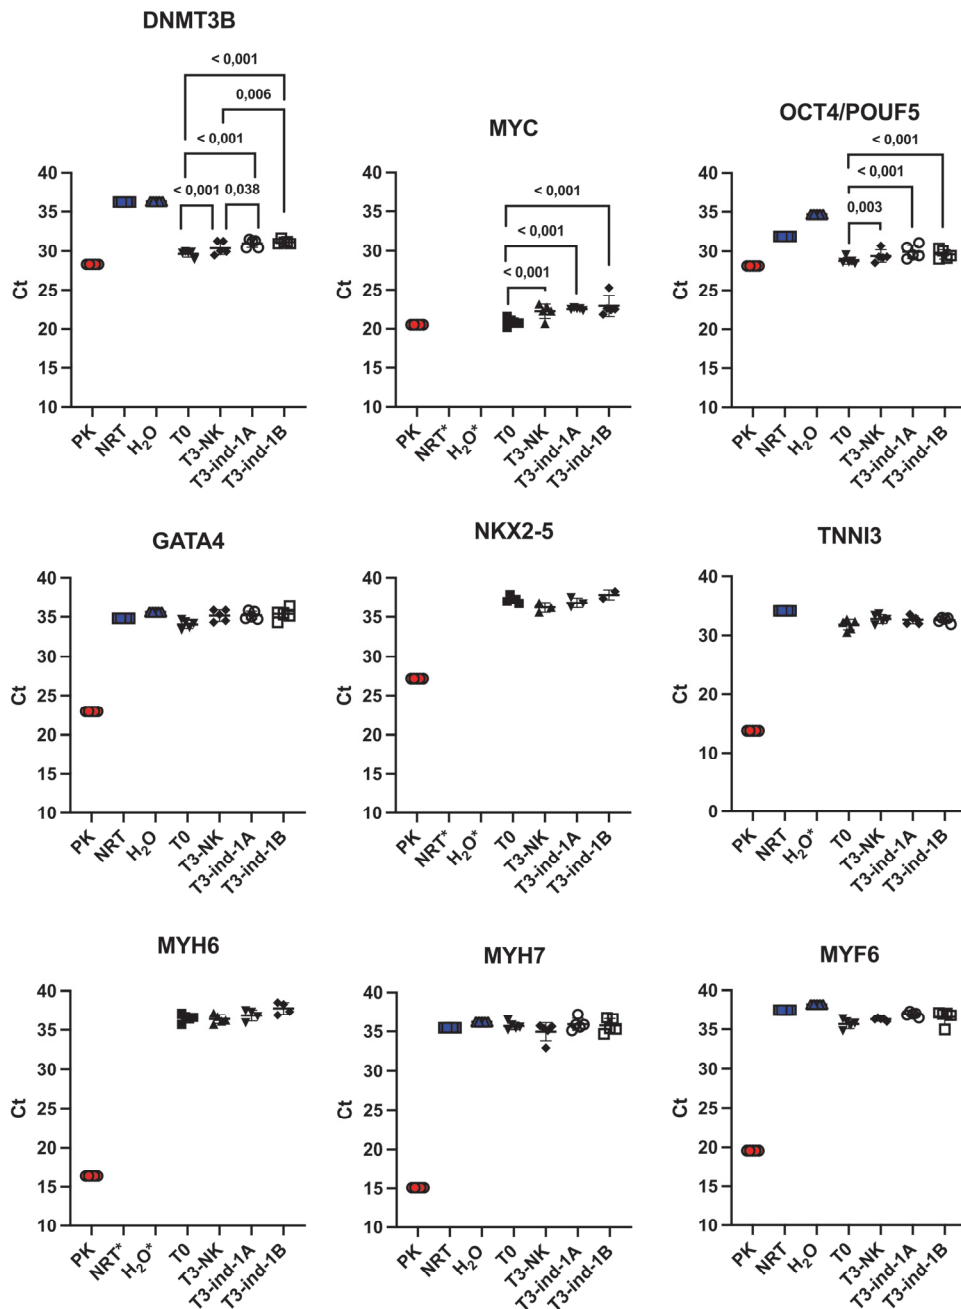 DNMT3B
< 0,001
0,006
< 0,001
< 0,001
0,038
40
35
30
25
20
15
10
Ct
PK
NRT
H₂O
T0
T3-NK
T3-ind-1A
T3-ind-1B
MYC
< 0,001
< 0,001
< 0,001
40
35
30
25
20
15
10
Ct
PK
NRT*
H₂O*
T0
T3-NK
T3-ind-1A
T3-ind-1B
OCT4/POUF5
< 0,001
< 0,001
0,003
40
35
30
25
20
15
10
Ct
PK
NRT
H₂O
T0
T3-NK
T3-ind-1A
T3-ind-1B
GATA4
40
35
30
25
20
15
10
Ct
PK
NRT
H₂O
T0
T3-NK
T3-ind-1A
T3-ind-1B
NKX2-5
40
35
30
25
20
15
10
Ct
PK
NRT*
H₂O*
T0
T3-NK
T3-ind-1A
T3-ind-1B
TNNI3
40
30
20
10
0
Ct
PK
NRT
H₂O*
T0
T3-NK
T3-ind-1A
T3-ind-1B
MYH6
40
35
30
25
20
15
10
Ct
PK
NRT*
H₂O*
T0
T3-NK
T3-ind-1A
T3-ind-1B
MYH7
40
35
30
25
20
15
10
Ct
PK
NRT
H₂O
T0
T3-NK
T3-ind-1A
T3-ind-1B
MYF6
40
35
30
25
20
15
10
Ct
PK
NRT
H₂O
T0
T3-NK
T3-ind-1A
T3-ind-1B